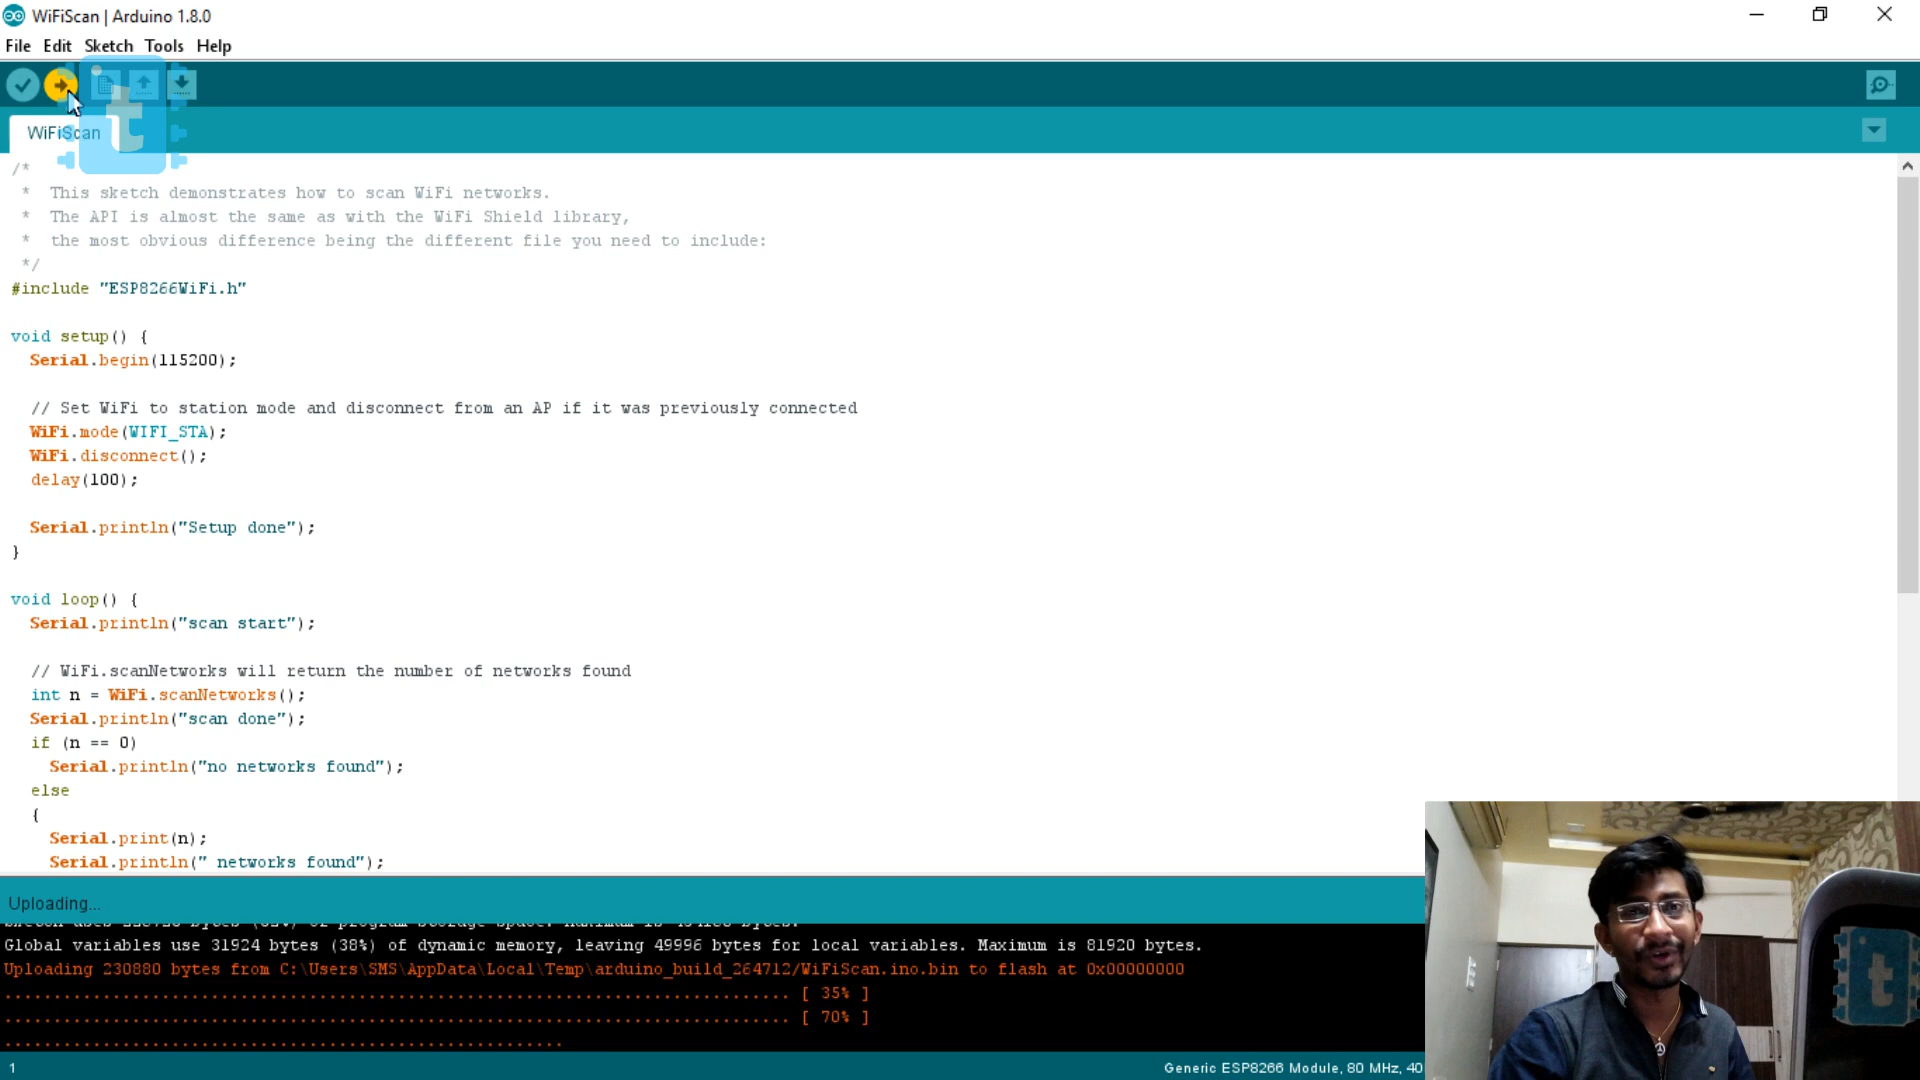 WiFiScan | Arduino 1.8.0
File Edit Sketch Tools Help
t
WiFiScan
/*
 *  This sketch demonstrates how to scan WiFi networks.
 *  The API is almost the same as with the WiFi Shield library,
 *  the most obvious difference being the different file you need to include:
 */
#include "ESP8266WiFi.h"
void setup() {
  Serial.begin(115200);
  // Set WiFi to station mode and disconnect from an AP if it was previously connected
  WiFi.mode(WIFI_STA);
  WiFi.disconnect();
  delay(100);
  Serial.println("Setup done");
}
void loop() {
  Serial.println("scan start");
  // WiFi.scanNetworks will return the number of networks found
  int n = WiFi.scanNetworks();
  Serial.println("scan done");
  if (n == 0)
    Serial.println("no networks found");
  else
  {
    Serial.print(n);
    Serial.println(" networks found");
Uploading...
Global variables use 31924 bytes (38%) of dynamic memory, leaving 49996 bytes for local variables. Maximum is 81920 bytes.
Uploading 230880 bytes from C:\Users\SMS\AppData\Local\Temp\arduino_build_264712/WiFiScan.ino.bin to flash at 0x00000000
................................................................................ [ 35% ]
................................................................................ [ 70% ]
.........................................................
1
Generic ESP8266 Module, 80 MHz, 40
t